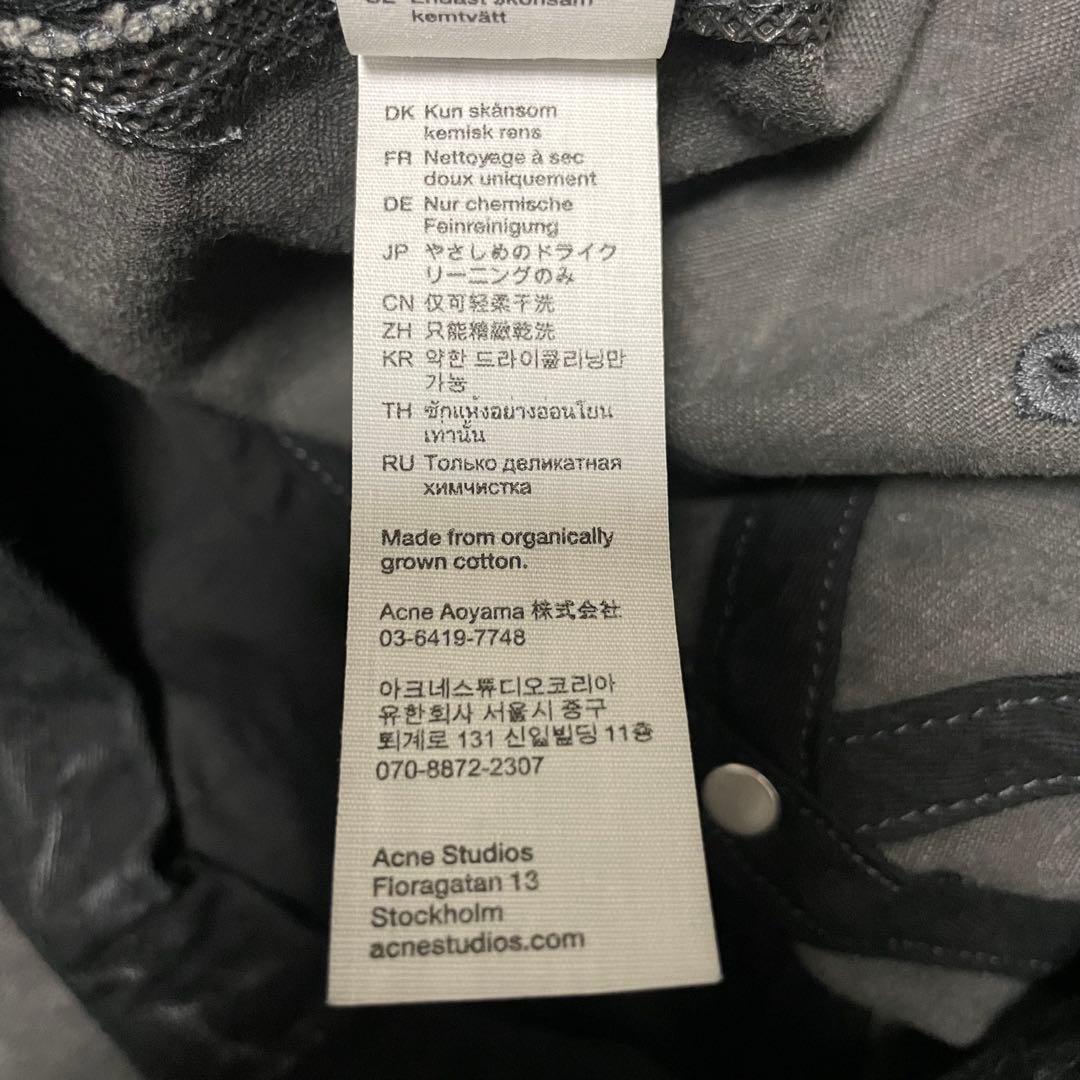 SE Endast skonsam
kemtvätt
DK Kun skånsom
kemisk rens
FR Nettoyage à sec
doux uniquement
DE Nur chemische
Feinreinigung
JP やさしめのドライク
リーニングのみ
CN 仅可轻柔干洗
ZH 只能精緻乾洗
KR 약한 드라이클리닝만
가능
TH ซักแห้งอย่างอ่อนโยน
เท่านั้น
RU Только деликатная
химчистка
Made from organically
grown cotton.
Acne Aoyama 株式会社
03-6419-7748
아크네스튜디오코리아
유한회사 서울시 중구
퇴계로 131 신일빌딩 11층
070-8872-2307
Acne Studios
Floragatan 13
Stockholm
acnestudios.com